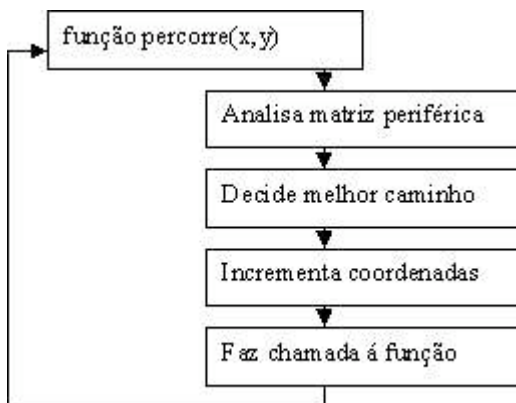 função percorre(x,y)
Analisa matriz periférica
Decide melhor caminho
Incrementa coordenadas
Faz chamada á função